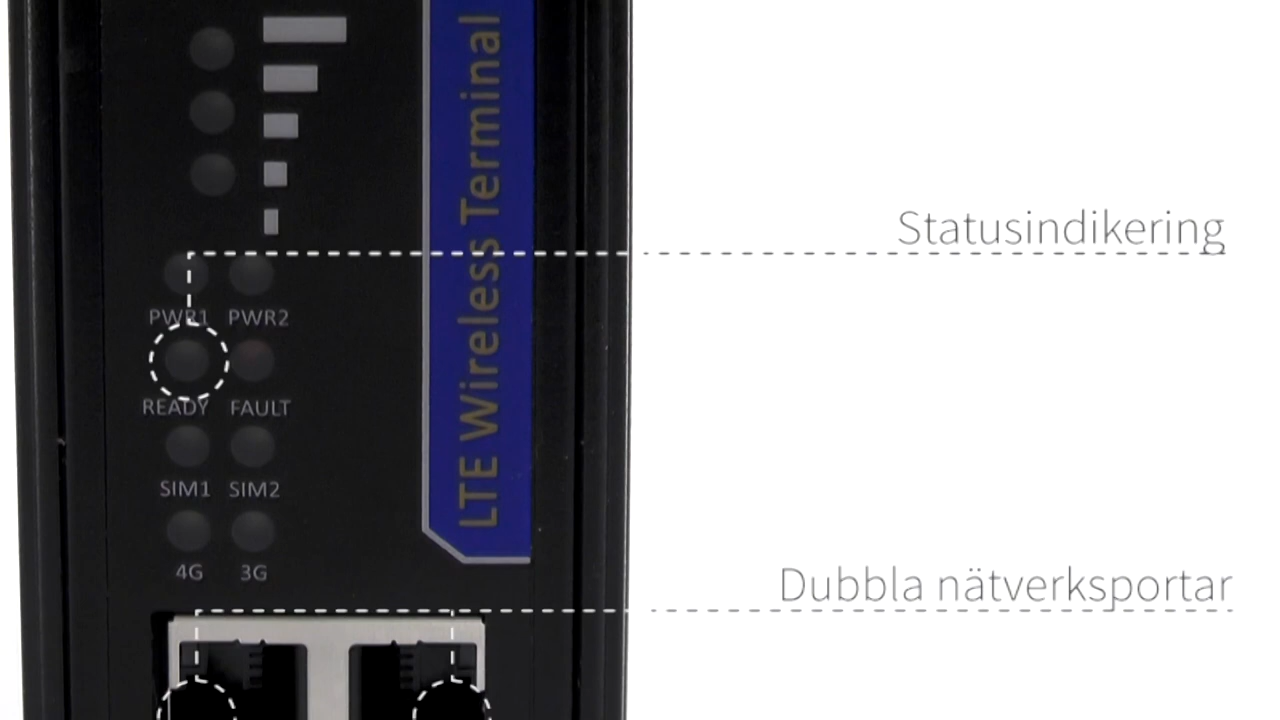 LTE Wireless Terminal
Statusindikering
PWR1 PWR2
READY FAULT
SIM1 SIM2
4G 3G
Dubbla nätverksportar